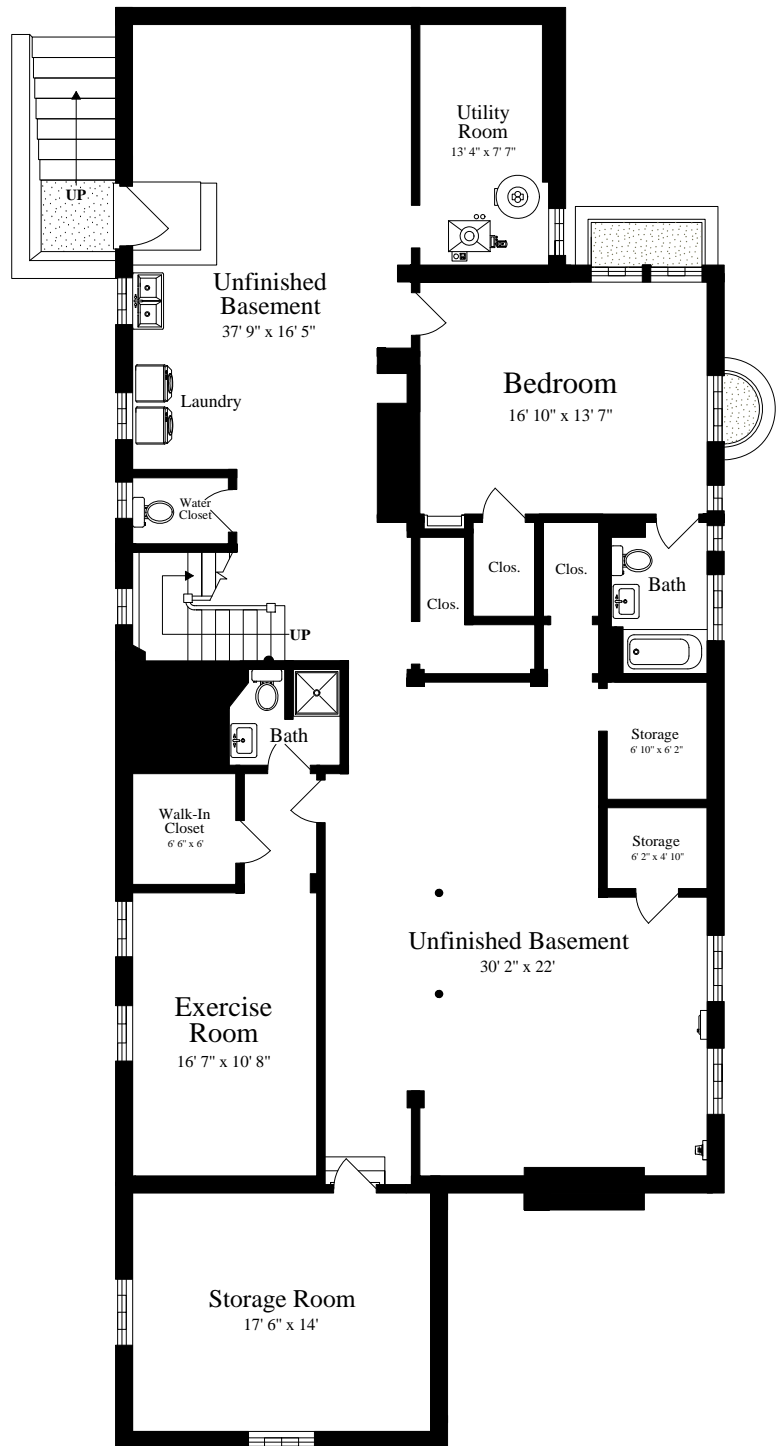 Utility
Room
13' 4" x 7' 7"
UP
Unfinished
Basement
37' 9" x 16' 5"
Bedroom
16' 10" x 13' 7"
Laundry
Water
Closet
Clos.
Clos.
Clos.
Bath
UP
Bath
Storage
6' 10" x 6' 2"
Walk-In
Closet
6' 6" x 6'
Storage
6' 2" x 4' 10"
Unfinished Basement
30' 2" x 22'
Exercise
Room
16' 7" x 10' 8"
Storage Room
17' 6" x 14'